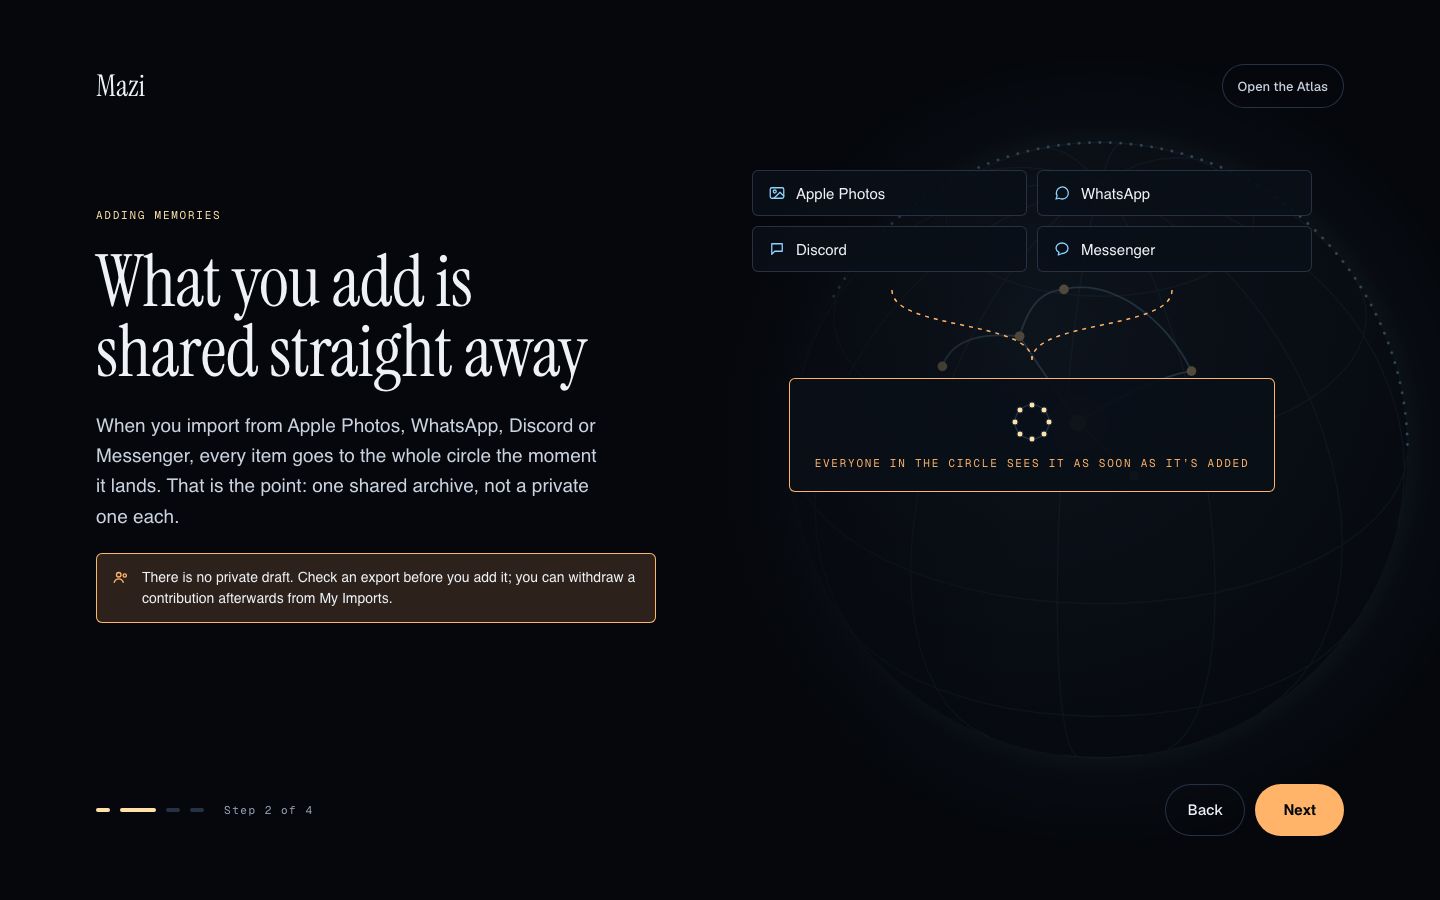 Mazi
Open the Atlas
ADDING MEMORIES
What you add is
shared straight away
When you import from Apple Photos, WhatsApp, Discord or
Messenger, every item goes to the whole circle the moment
it lands. That is the point: one shared archive, not a private
one each.
There is no private draft. Check an export before you add it; you can withdraw a
contribution afterwards from My Imports.
Apple Photos
WhatsApp
Discord
Messenger
EVERYONE IN THE CIRCLE SEES IT AS SOON AS IT'S ADDED
Step 2 of 4
Back
Next